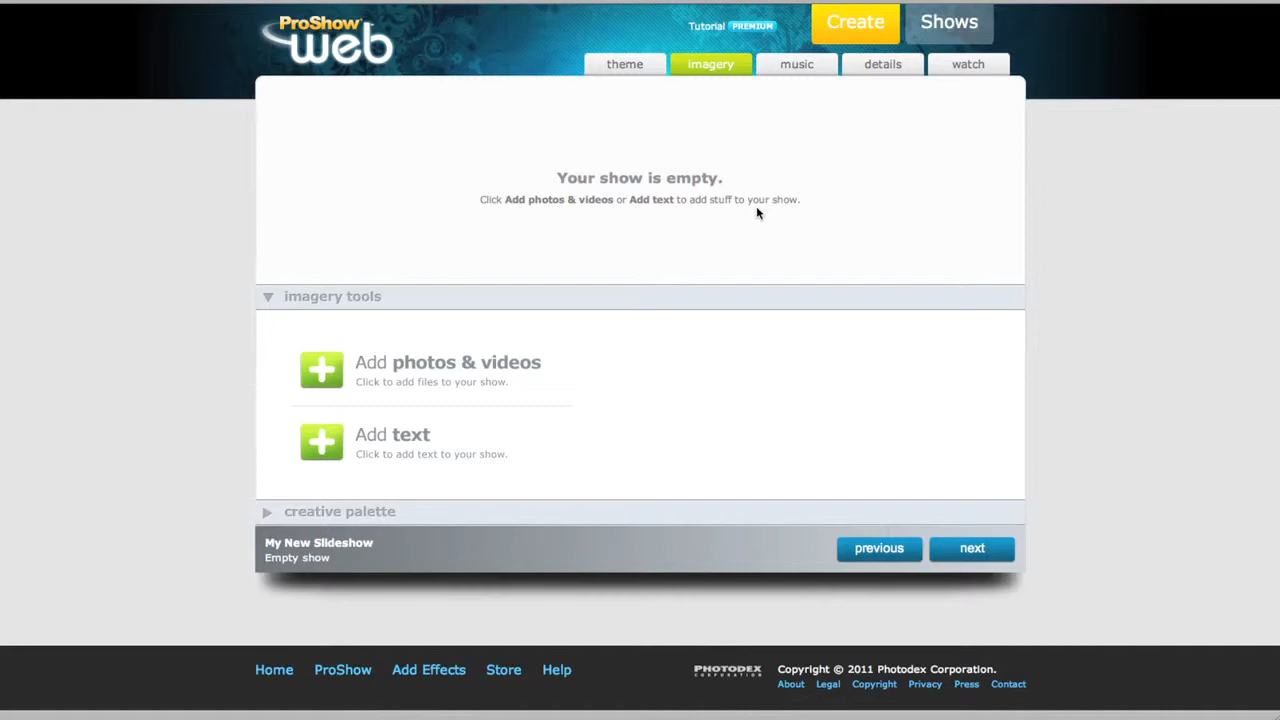 ProShow
web
Tutorial PREMIUM
Create
Shows
theme
imagery
music
details
watch
Your show is empty.
Click Add photos & videos or Add text to add stuff to your show.
imagery tools
Add photos & videos
Click to add files to your show.
Add text
Click to add text to your show.
creative palette
My New Slideshow
Empty show
previous
next
Home ProShow Add Effects Store Help
PHOTODEX
CORPORATION
Copyright © 2011 Photodex Corporation.
About Legal Copyright Privacy Press Contact